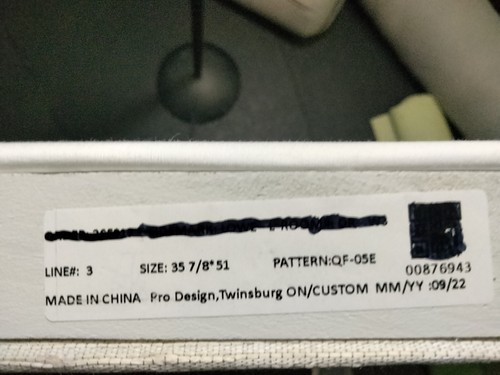 LINE#: 3 SIZE: 35 7/8*51 PATTERN:QF-05E
00876943
MADE IN CHINA Pro Design,Twinsburg ON/CUSTOM MM/YY :09/22